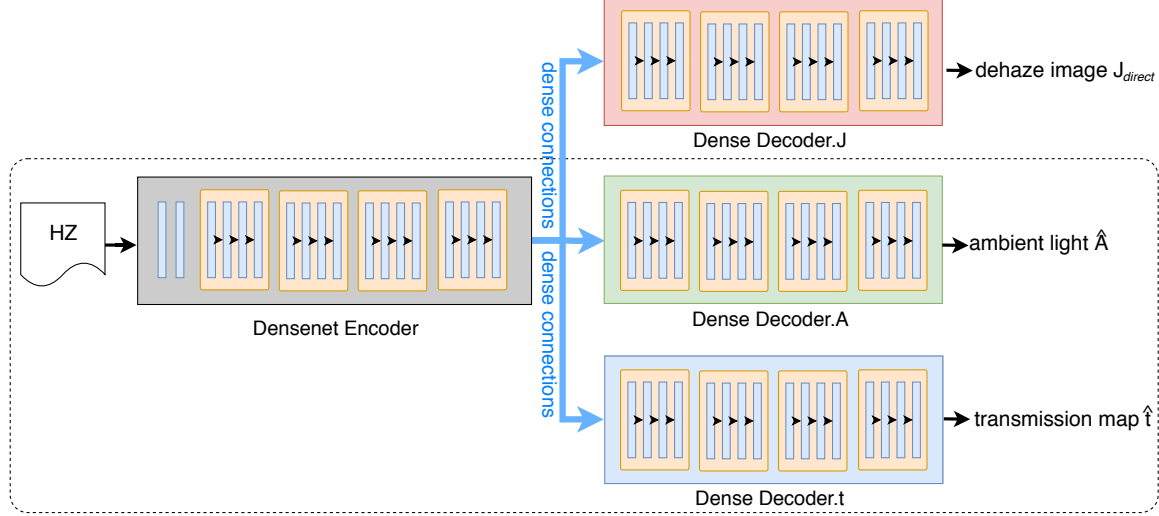 dehaze image J_direct
Dense Decoder.J
dense connections
HZ
Densenet Encoder
ambient light Â
Dense Decoder.A
dense connections
transmission map t̂
Dense Decoder.t